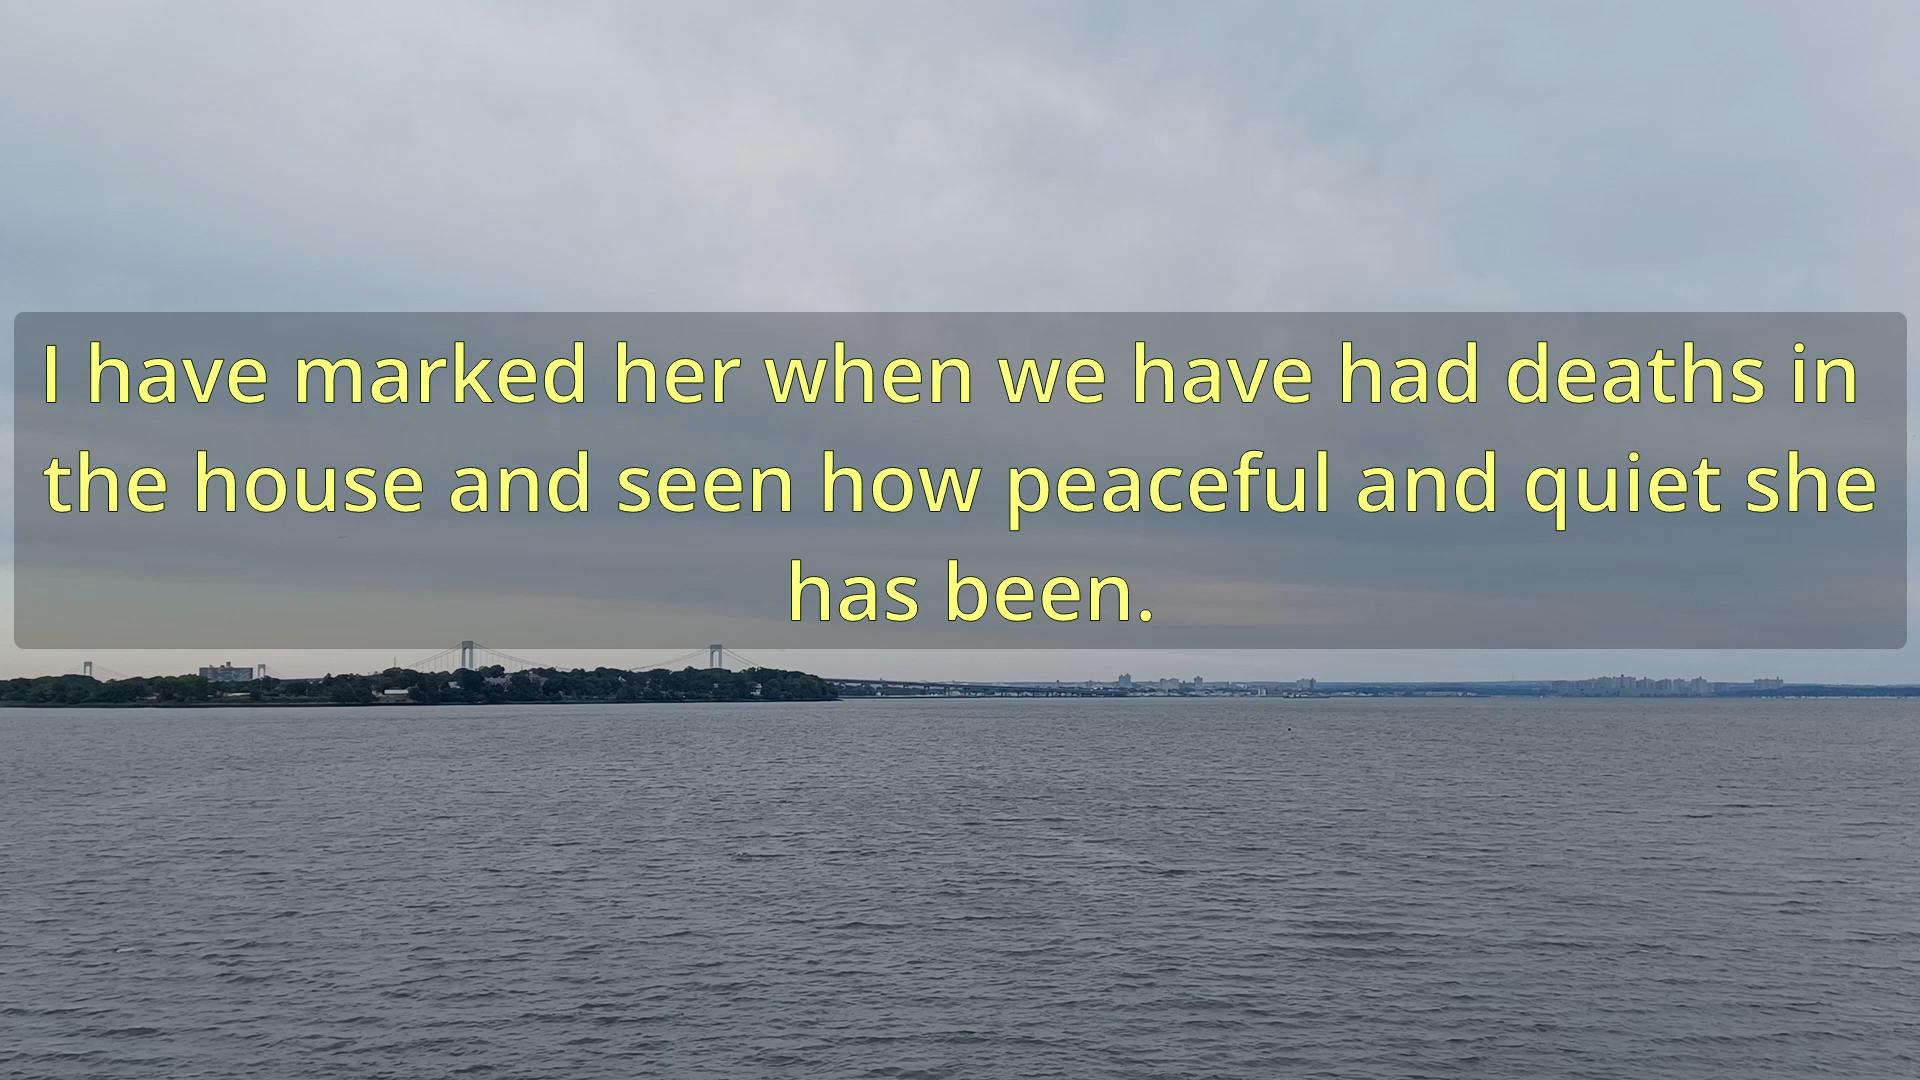 I have marked her when we have had deaths in
the house and seen how peaceful and quiet she
has been.